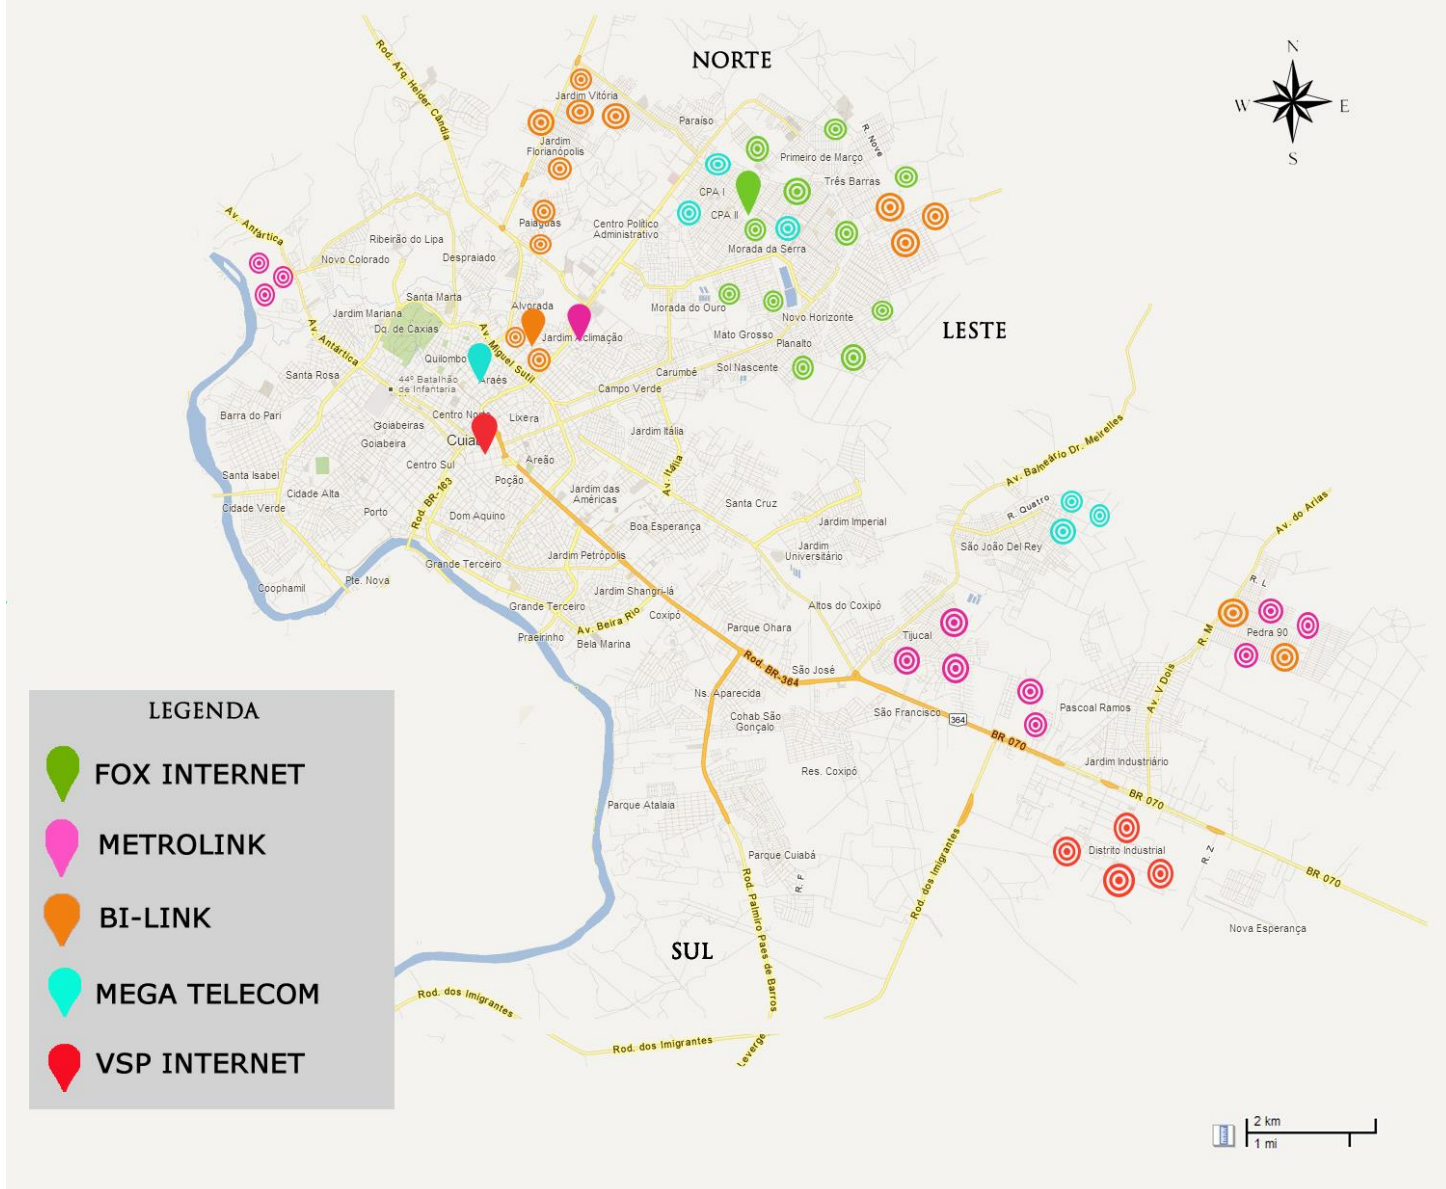 NORTE
N
W
E
S
Rod. Arq. Helder Cândia
Jardim Vitória
Paraíso
R. Nove
Jardim
Florianópolis
Primeiro de Março
CPA I
Três Barras
Av. Antártica
Paiaguás
Centro Político
Administrativo
CPA II
Ribeirão do Lipa
Morada da Serra
Novo Colorado
Despraiado
Santa Marta
Alvorada
Morada do Ouro
Jardim Mariana
Novo Horizonte
LESTE
Dq. de Caxias
Av. Antártica
Av. Miguel Sutil
Jardim Aclimação
Mato Grosso
Planalto
Quilombo
Santa Rosa
44º Batalhão
de Infantaria
Araés
Carumbé
Sol Nascente
Campo Verde
Barra do Pari
Centro Norte
Lixeira
Goiabeiras
Goiabeira
Cuiabá
Jardim Itália
Av. Balneário Dr. Meirelles
Centro Sul
Areão
Av. Itália
Santa Isabel
Poção
Cidade Alta
Rod. BR-163
Jardim das
Américas
Santa Cruz
R. Quatro
Av. do Arias
Cidade Verde
Porto
Dom Aquino
Boa Esperança
Jardim Imperial
Jardim
Universitário
São João Del Rey
Jardim Petrópolis
Grande Terceiro
Pte. Nova
Coophamil
Jardim Shangri-lá
R. L
Grande Terceiro
Altos do Coxipó
Av. Beira Rio
Coxipó
Praeirinho
Bela Marina
Parque Ohara
Tijucal
R. M
Pedra 90
Rod. BR-364
São José
Av. V Dois
Ns. Aparecida
Cohab São
Gonçalo
São Francisco
364
Pascoal Ramos
BR 070
Res. Coxipó
Jardim Industriário
BR 070
Parque Atalaia
Distrito Industrial
R. Z
Parque Cuiabá
R. F
Rod. dos Imigrantes
BR 070
Rod. Palmiro Paes de Barros
Nova Esperança
SUL
Rod. dos Imigrantes
Rod. dos Imigrantes
Leverge
LEGENDA
FOX INTERNET
METROLINK
BI-LINK
MEGA TELECOM
VSP INTERNET
2 km
1 mi